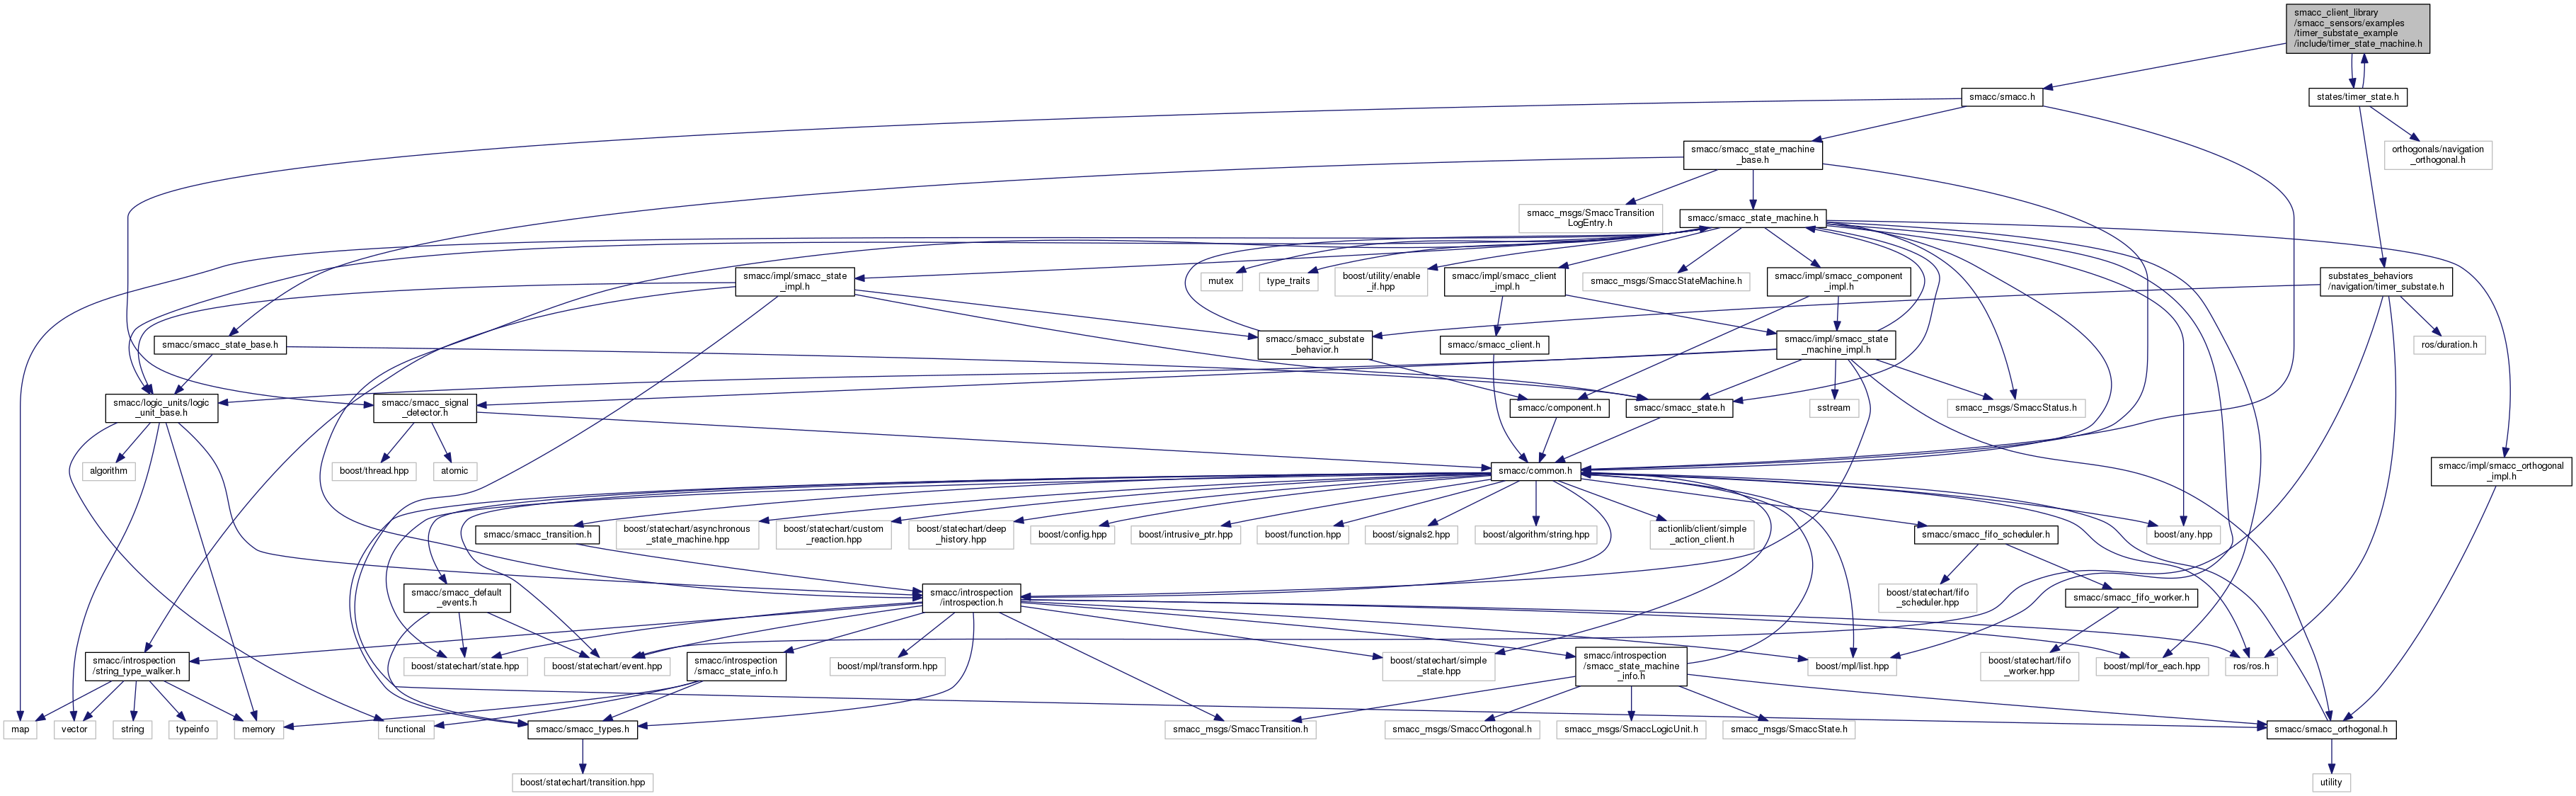 smacc_client_library
/smacc_sensors/examples
/timer_substate_example
/include/timer_state_machine.h
smacc/smacc.h
states/timer_state.h
smacc/smacc_state_machine
_base.h
orthogonals/navigation
_orthogonal.h
smacc_msgs/SmaccTransition
LogEntry.h
smacc/smacc_state_machine.h
smacc/impl/smacc_state
_impl.h
mutex
type_traits
boost/utility/enable
_if.hpp
smacc/impl/smacc_client
_impl.h
smacc_msgs/SmaccStateMachine.h
smacc/impl/smacc_component
_impl.h
substates_behaviors
/navigation/timer_substate.h
smacc/smacc_state_base.h
smacc/smacc_substate
_behavior.h
smacc/smacc_client.h
smacc/impl/smacc_state
_machine_impl.h
ros/duration.h
smacc/logic_units/logic
_unit_base.h
smacc/smacc_signal
_detector.h
smacc/component.h
smacc/smacc_state.h
sstream
smacc_msgs/SmaccStatus.h
algorithm
boost/thread.hpp
atomic
smacc/common.h
smacc/impl/smacc_orthogonal
_impl.h
smacc/smacc_transition.h
boost/statechart/asynchronous
_state_machine.hpp
boost/statechart/custom
_reaction.hpp
boost/statechart/deep
_history.hpp
boost/config.hpp
boost/intrusive_ptr.hpp
boost/function.hpp
boost/signals2.hpp
boost/algorithm/string.hpp
actionlib/client/simple
_action_client.h
smacc/smacc_fifo_scheduler.h
boost/any.hpp
smacc/smacc_default
_events.h
smacc/introspection
/introspection.h
boost/statechart/fifo
_scheduler.hpp
smacc/smacc_fifo_worker.h
smacc/introspection
/string_type_walker.h
boost/statechart/state.hpp
boost/statechart/event.hpp
smacc/introspection
/smacc_state_info.h
boost/mpl/transform.hpp
boost/statechart/simple
_state.hpp
smacc/introspection
/smacc_state_machine
_info.h
boost/mpl/list.hpp
boost/statechart/fifo
_worker.hpp
boost/mpl/for_each.hpp
ros/ros.h
map
vector
string
typeinfo
memory
functional
smacc/smacc_types.h
smacc_msgs/SmaccTransition.h
smacc_msgs/SmaccOrthogonal.h
smacc_msgs/SmaccLogicUnit.h
smacc_msgs/SmaccState.h
smacc/smacc_orthogonal.h
boost/statechart/transition.hpp
utility